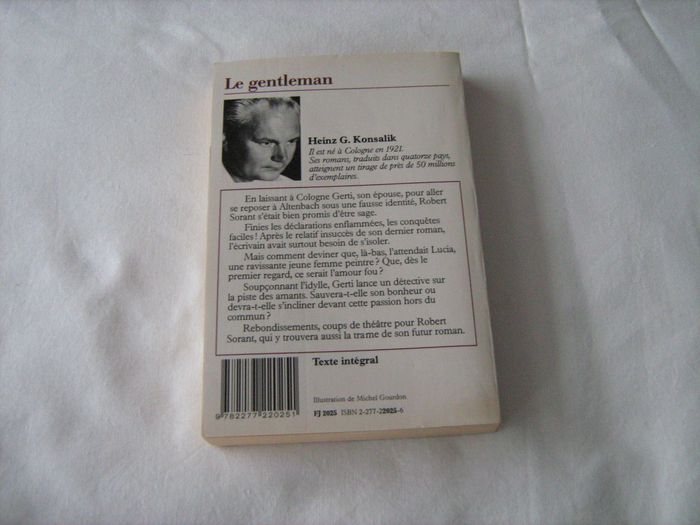 Le gentleman
Heinz G. Konsalik
Il est né à Cologne en 1921.
Ses romans, traduits dans quatorze pays,
atteignent un tirage de près de 50 millions
d'exemplaires.
En laissant à Cologne Gerti, son épouse, pour aller
se reposer à Altenbach sous une fausse identité, Robert
Sorant s'était bien promis d'être sage.
Finies les déclarations enflammées, les conquêtes
faciles ! Après le relatif insuccès de son dernier roman,
l'écrivain avait surtout besoin de s'isoler.
Mais comment deviner que, là-bas, l'attendait Lucia,
une ravissante jeune femme peintre ? Que, dès le
premier regard, ce serait l'amour fou ?
Soupçonnant l'idylle, Gerti lance un détective sur
la piste des amants. Sauvera-t-elle son bonheur ou
devra-t-elle s'incliner devant cette passion hors du
commun ?
Rebondissements, coups de théâtre pour Robert
Sorant, qui y trouvera aussi la trame de son futur roman.
Texte intégral
Illustration de Michel Gourdon
FJ 2025 ISBN 2-277-22025-6
9 782277 220251